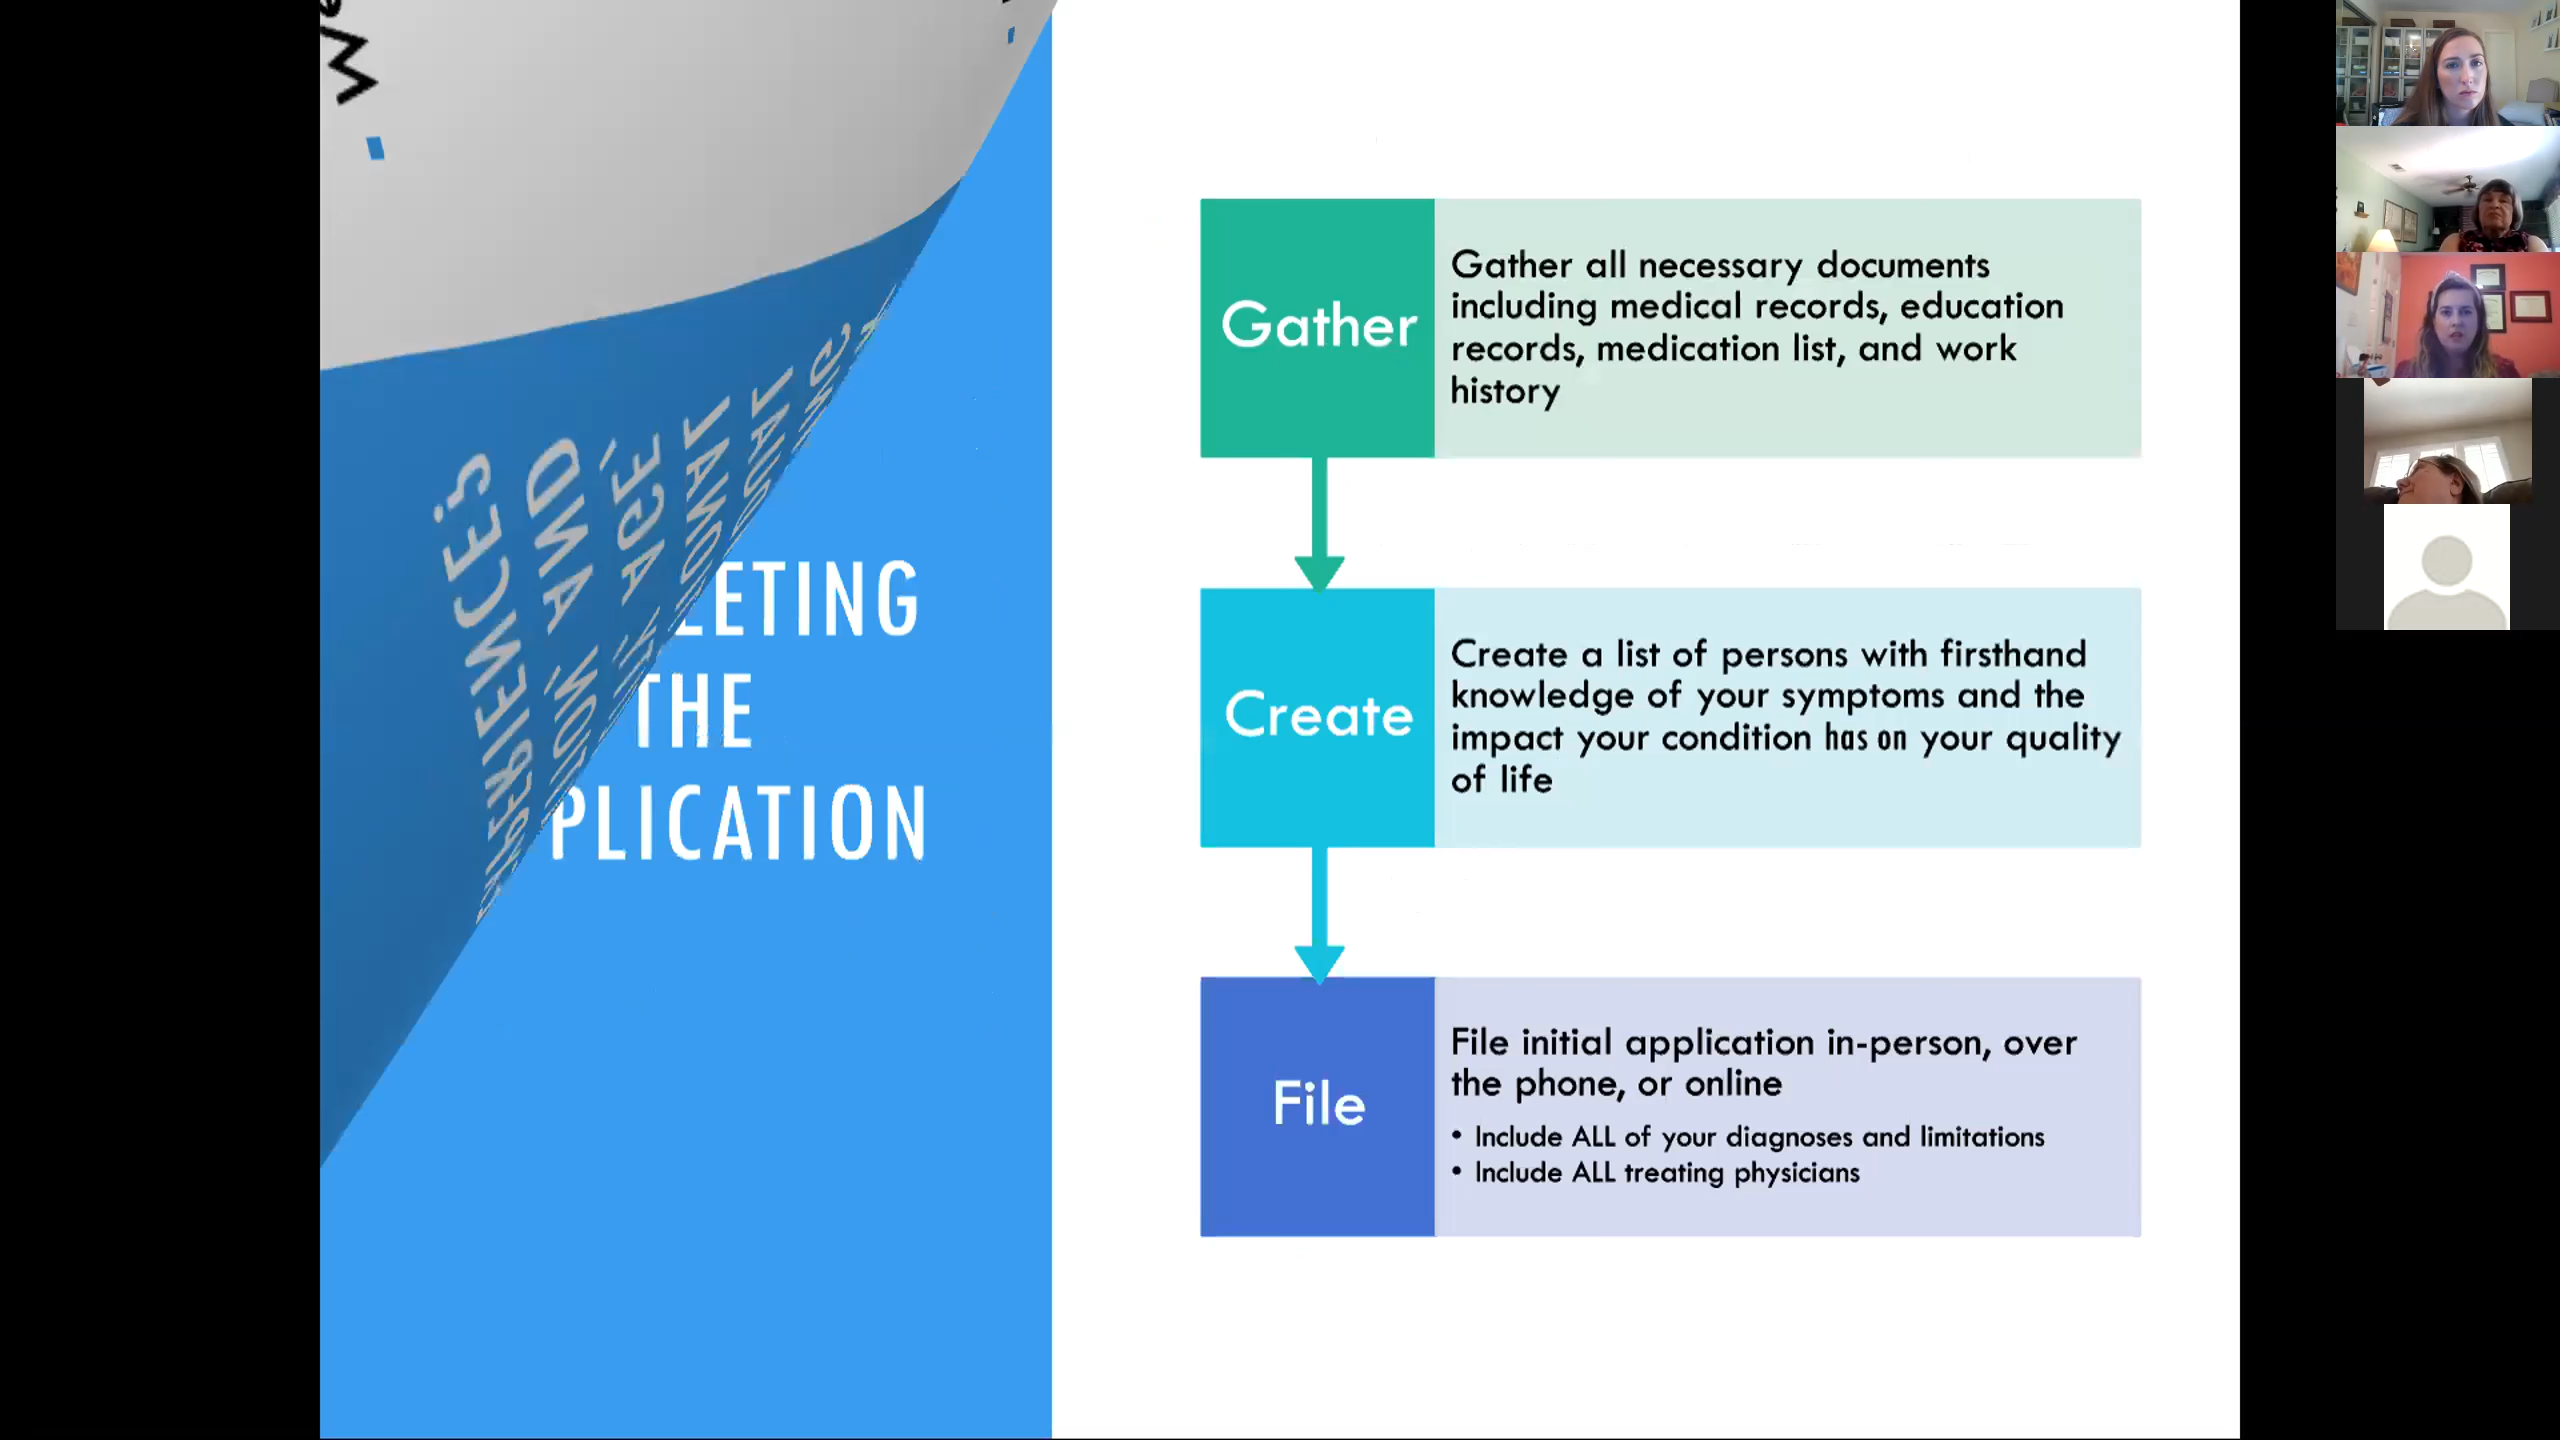 ETING
THE
PLICATION
Gather
Gather all necessary documents
including medical records, education
records, medication list, and work
history
Create
Create a list of persons with firsthand
knowledge of your symptoms and the
impact your condition has on your quality
of life
File
File initial application in-person, over
the phone, or online
• Include ALL of your diagnoses and limitations
• Include ALL treating physicians